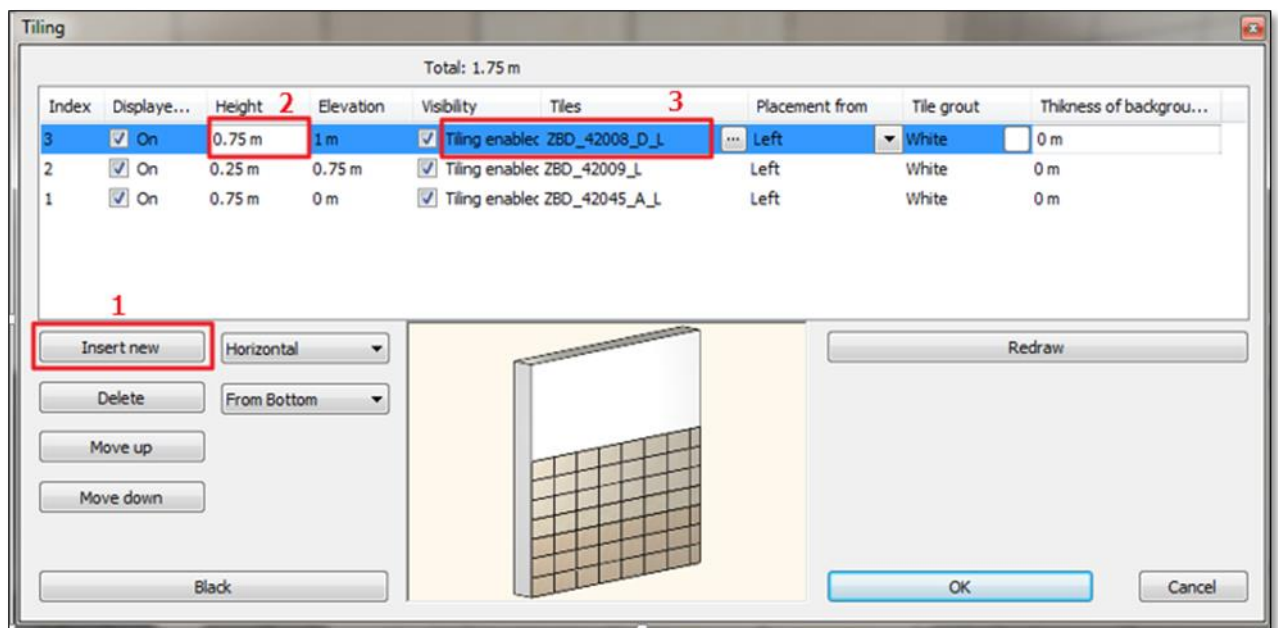 Tiling
Total: 1.75 m
Index Displaye... Height 2 Elevation Visibility Tiles 3 Placement from Tile grout Thikness of backgrou...
3 On 0.75 m 1 m Tiling enablec ZBD_42008_D_L ... Left White 0 m
2 On 0.25 m 0.75 m Tiling enablec ZBD_42009_L Left White 0 m
1 On 0.75 m 0 m Tiling enablec ZBD_42045_A_L Left White 0 m
1
Insert new Horizontal Redraw
Delete From Bottom
Move up
Move down
Black OK Cancel